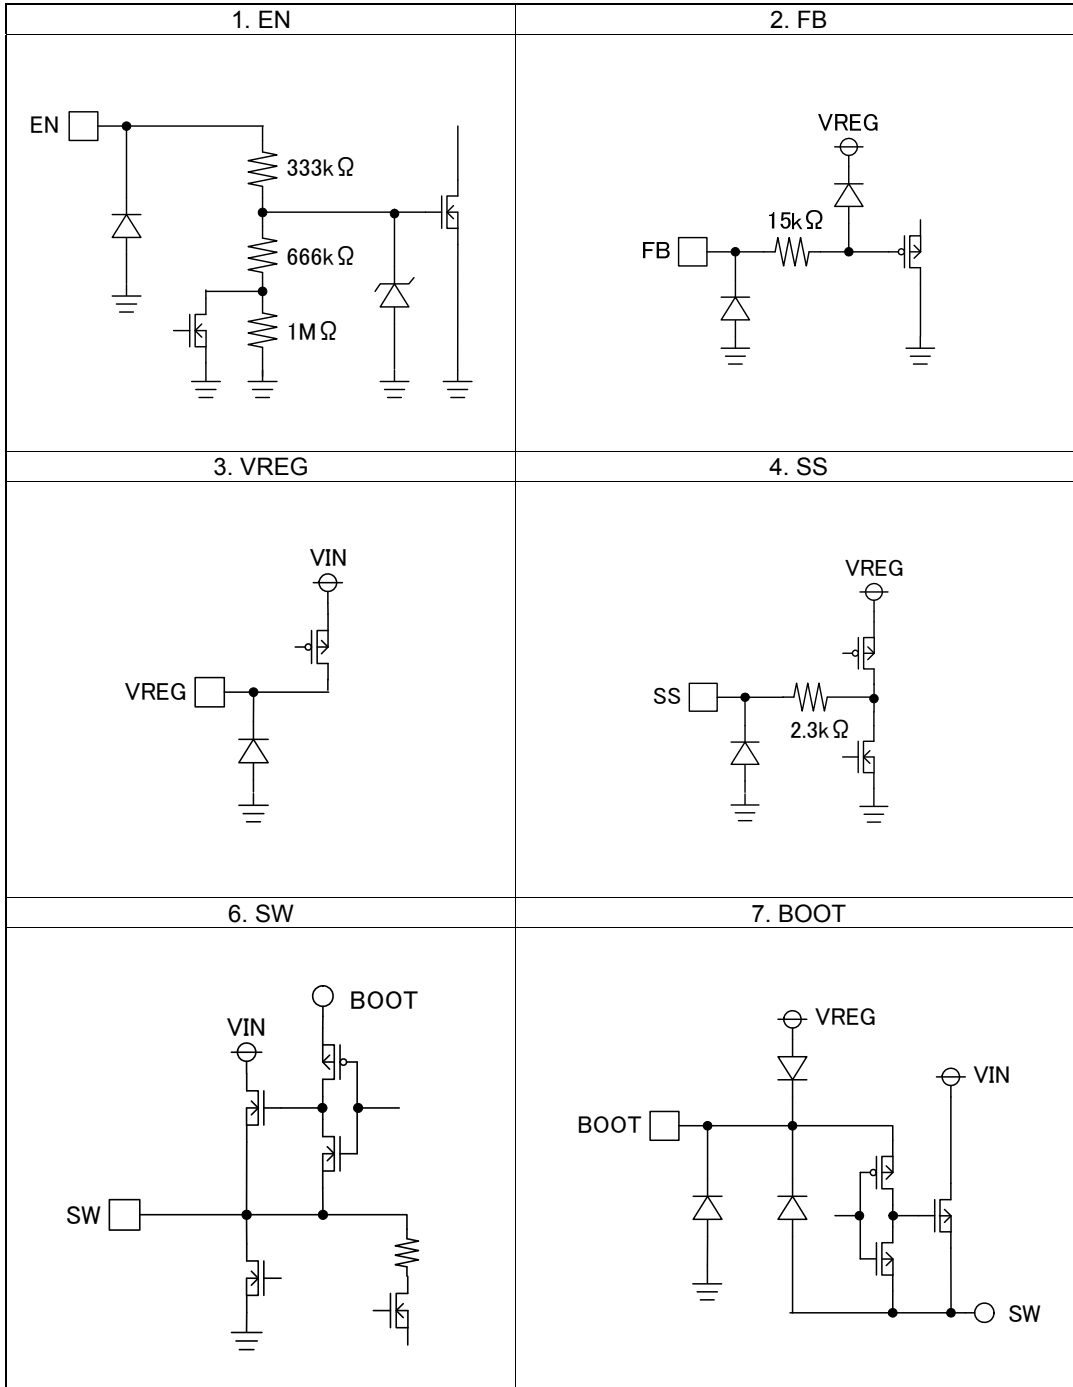 1. EN
2. FB
EN
333kΩ
666kΩ
1MΩ
VREG
15kΩ
FB
3. VREG
4. SS
VIN
VREG
VREG
SS
2.3kΩ
6. SW
7. BOOT
BOOT
VIN
SW
VREG
VIN
BOOT
SW